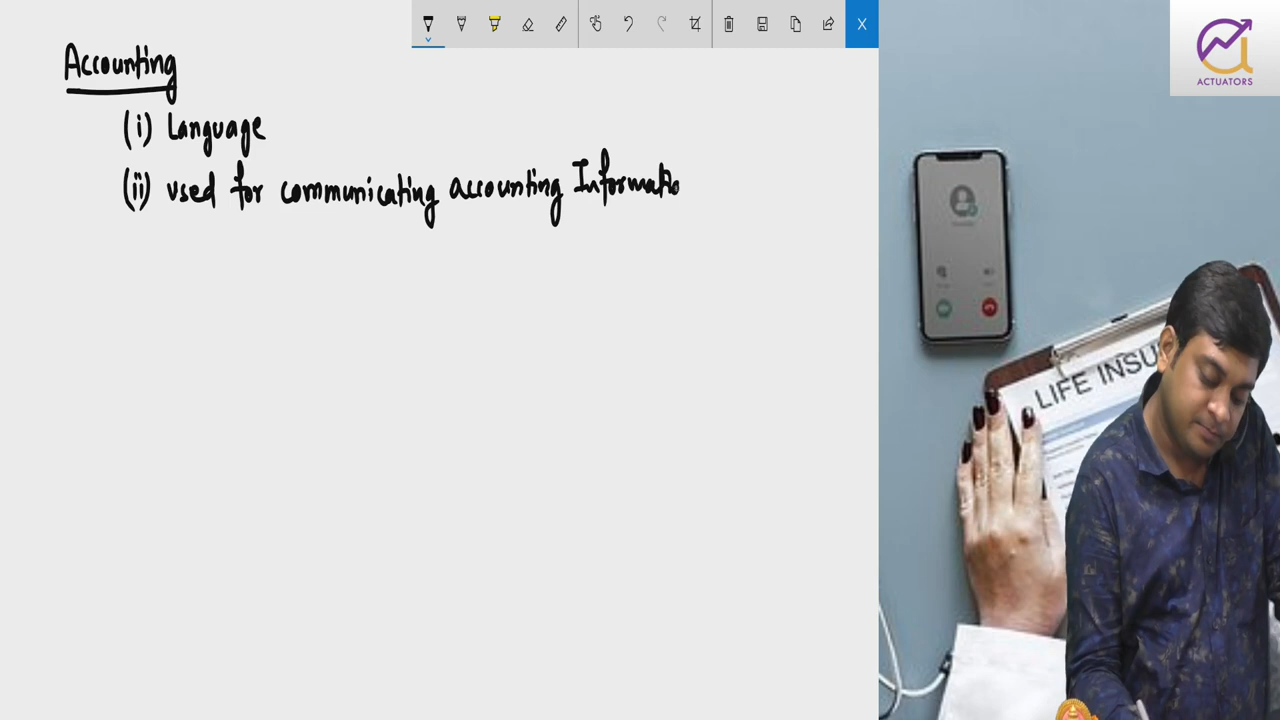 Accounting
(i) Language
(ii) used for communicating accounting Informatio
ACTUATORS
LIFE INSU